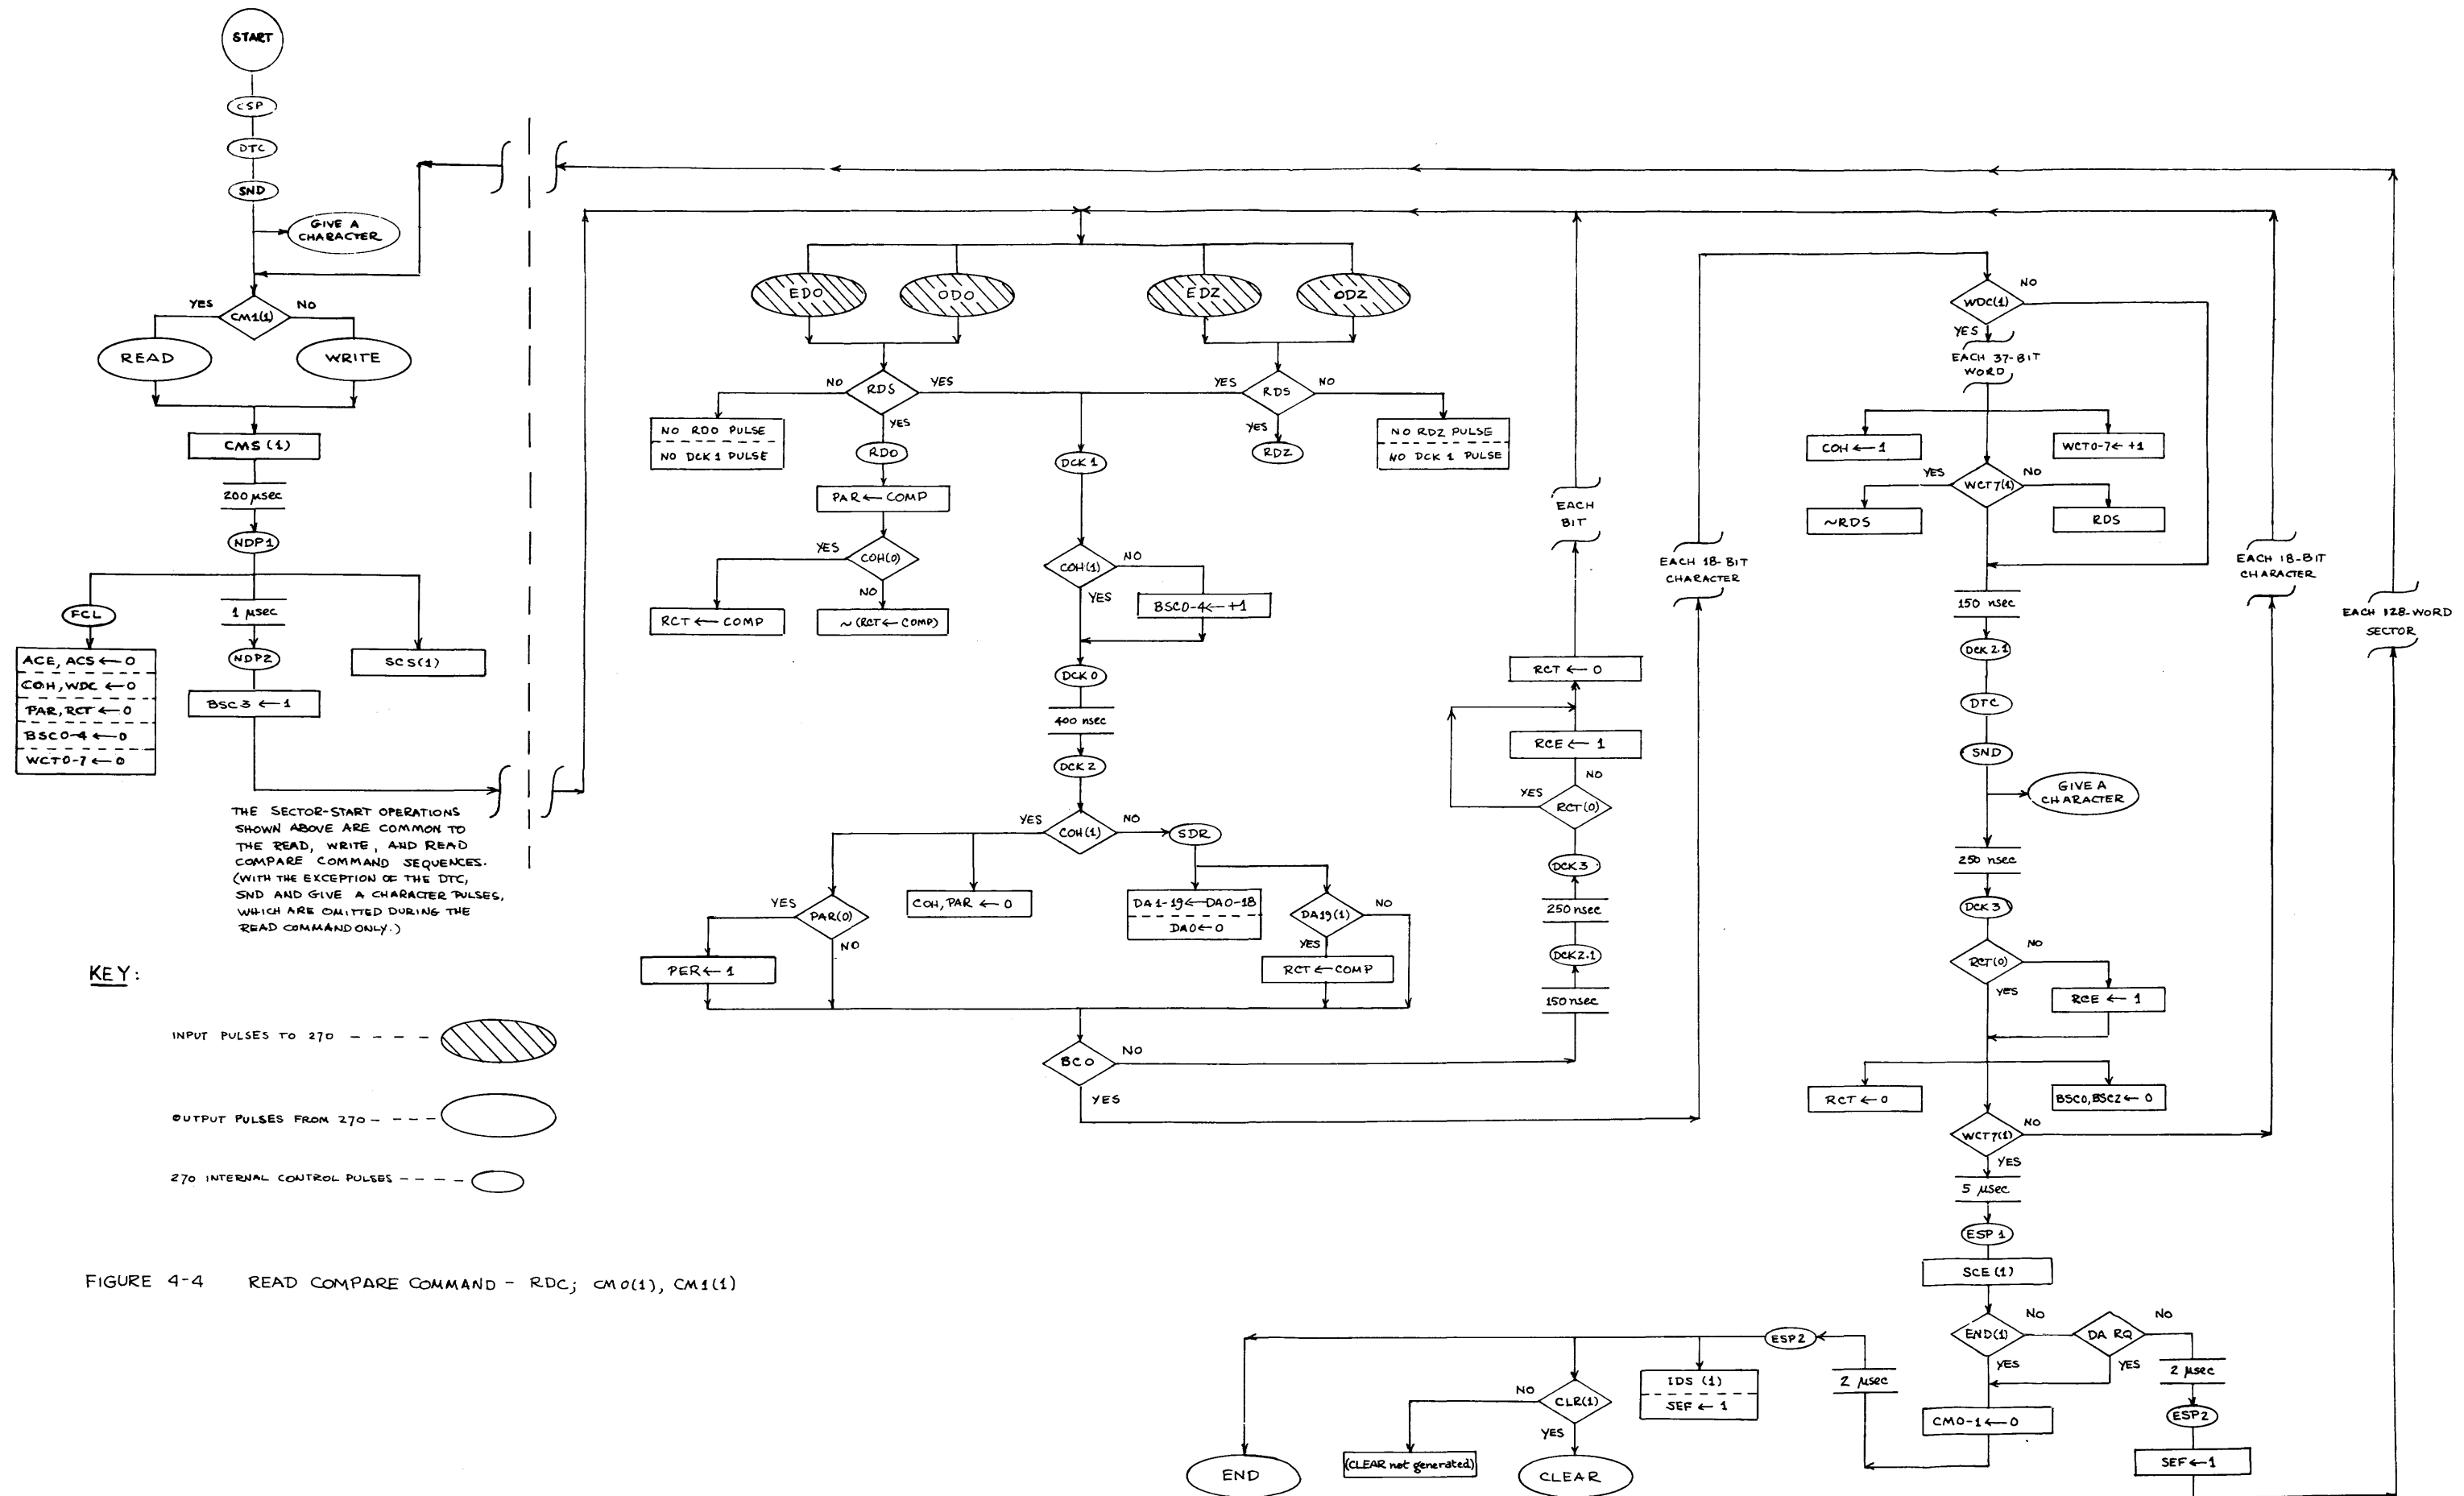 START
CSP
DTC
SND
GIVE A
CHARACTER
YES
NO
CM1(1)
READ
WRITE
CMS (1)
200 µsec
NDP1
FCL
1 µsec
NDP2
SCS(1)
ACE, ACS ← 0
COH, WDC ← 0
PAR, RCT ← 0
BSC0-4 ← 0
WCT0-7 ← 0
BSC3 ← 1
THE SECTOR-START OPERATIONS
SHOWN ABOVE ARE COMMON TO
THE READ, WRITE, AND READ
COMPARE COMMAND SEQUENCES.
(WITH THE EXCEPTION OF THE DTC,
SND AND GIVE A CHARACTER PULSES,
WHICH ARE OMITTED DURING THE
READ COMMAND ONLY.)
KEY:
INPUT PULSES TO 270
OUTPUT PULSES FROM 270
270 INTERNAL CONTROL PULSES
FIGURE 4-4 READ COMPARE COMMAND - RDC; CM0(1), CM1(1)
EDO
ODO
EDZ
ODZ
NO
RDS
YES
YES
YES
RDS
NO
YES
NO RDO PULSE
NO DCK 1 PULSE
RDO
DCK 1
RDZ
NO RDZ PULSE
NO DCK 1 PULSE
PAR ← COMP
YES
COH(0)
NO
RCT ← COMP
~(RCT ← COMP)
COH(1)
NO
YES
BSC0-4 ← +1
DCK 0
400 nsec
DCK 2
YES
COH(1)
NO
SDR
YES
PAR(0)
NO
COH, PAR ← 0
DA1-19 ← DA0-18
DA0 ← 0
DA19(1)
NO
YES
PER ← 1
RCT ← COMP
BC0
NO
YES
EACH
BIT
RCT ← 0
RCE ← 1
NO
YES
RCT(0)
DCK 3
250 nsec
DCK2.1
150 nsec
EACH 18-BIT
CHARACTER
WDC(1)
NO
YES
EACH 37-BIT
WORD
COH ← 1
WCT0-7 ← +1
YES
WCT7(1)
NO
~RDS
RDS
150 nsec
DCK 2.1
DTC
SND
GIVE A
CHARACTER
250 nsec
DCK 3
RCT(0)
NO
YES
RCE ← 1
RCT ← 0
BSC0, BSC2 ← 0
WCT7(1)
NO
YES
5 µsec
ESP 1
SCE (1)
END(1)
NO
DA RQ
NO
YES
YES
2 µsec
ESP2
SEF ← 1
CM0-1 ← 0
2 µsec
ESP2
IDS (1)
SEF ← 1
NO
CLR(1)
YES
END
(CLEAR not generated)
CLEAR
EACH 18-BIT
CHARACTER
EACH 128-WORD
SECTOR